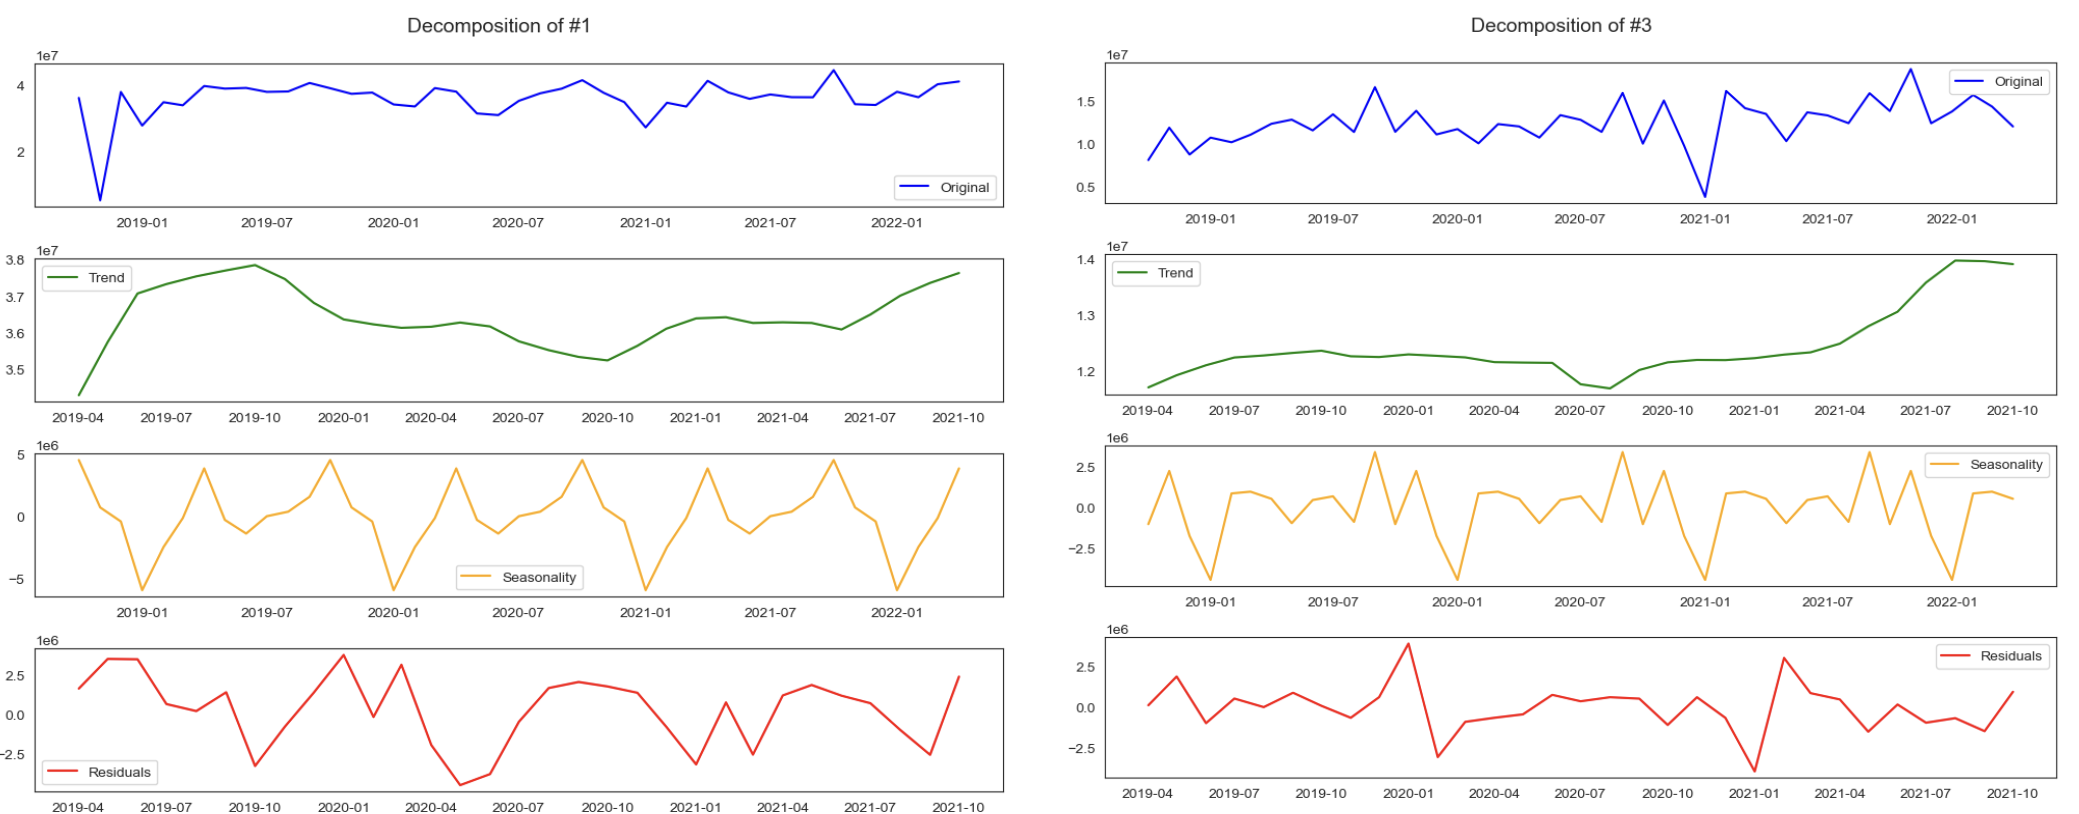 Decomposition of #1
1e7
4
2
Original
2019-01 2019-07 2020-01 2020-07 2021-01 2021-07 2022-01
1e7
3.8
3.7
3.6
3.5
Trend
2019-04 2019-07 2019-10 2020-01 2020-04 2020-07 2020-10 2021-01 2021-04 2021-07 2021-10
1e6
5
0
−5
Seasonality
2019-01 2019-07 2020-01 2020-07 2021-01 2021-07 2022-01
1e6
2.5
0.0
−2.5
Residuals
2019-04 2019-07 2019-10 2020-01 2020-04 2020-07 2020-10 2021-01 2021-04 2021-07 2021-10
Decomposition of #3
1e7
Original
1.5
1.0
0.5
2019-01 2019-07 2020-01 2020-07 2021-01 2021-07 2022-01
1e7
1.4
Trend
1.3
1.2
2019-04 2019-07 2019-10 2020-01 2020-04 2020-07 2020-10 2021-01 2021-04 2021-07 2021-10
1e6
Seasonality
2.5
0.0
−2.5
2019-01 2019-07 2020-01 2020-07 2021-01 2021-07 2022-01
1e6
Residuals
2.5
0.0
−2.5
2019-04 2019-07 2019-10 2020-01 2020-04 2020-07 2020-10 2021-01 2021-04 2021-07 2021-10